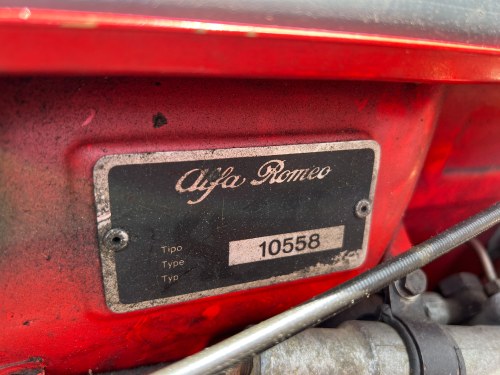 Alfa Romeo
Tipo
Type 10558
Typ